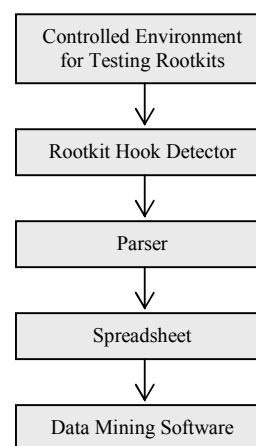 Controlled Environment
for Testing Rootkits
Rootkit Hook Detector
Parser
Spreadsheet
Data Mining Software